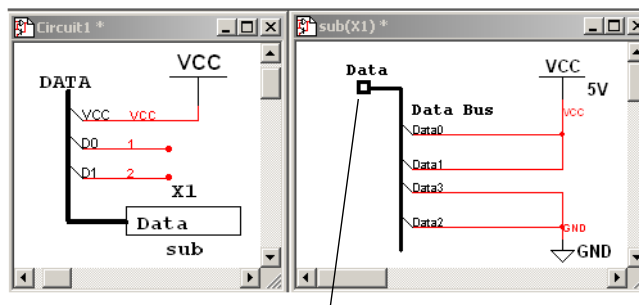 Circuit1 *
VCC
DATA
VCC VCC
D0 1
D1 2
X1
Data
sub
sub(X1) *
Data
VCC
5V
VCC
Data Bus
Data0
Data1
Data3
Data2
GND
GND